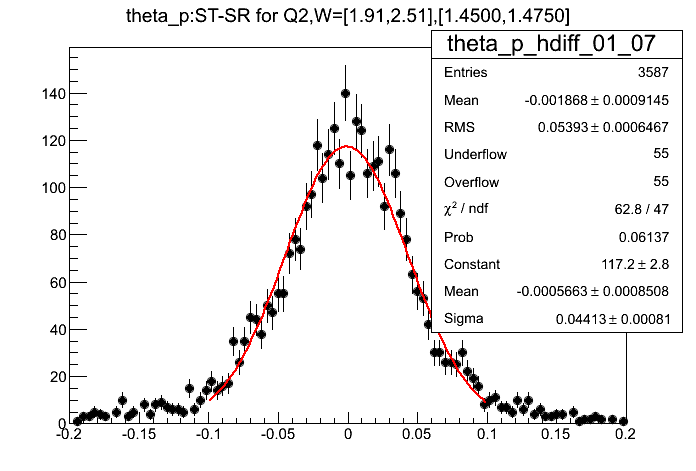 theta_p:ST-SR for Q2,W=[1.91,2.51],[1.4500,1.4750]
theta_p_hdiff_01_07
Entries 3587
Mean -0.001868 ± 0.0009145
RMS 0.05393 ± 0.0006467
Underflow 55
Overflow 55
χ² / ndf 62.8 / 47
Prob 0.06137
Constant 117.2 ± 2.8
Mean -0.0005663 ± 0.0008508
Sigma 0.04413 ± 0.00081
140
120
100
80
60
40
20
0
-0.2 -0.15 -0.1 -0.05 0 0.05 0.1 0.15 0.2